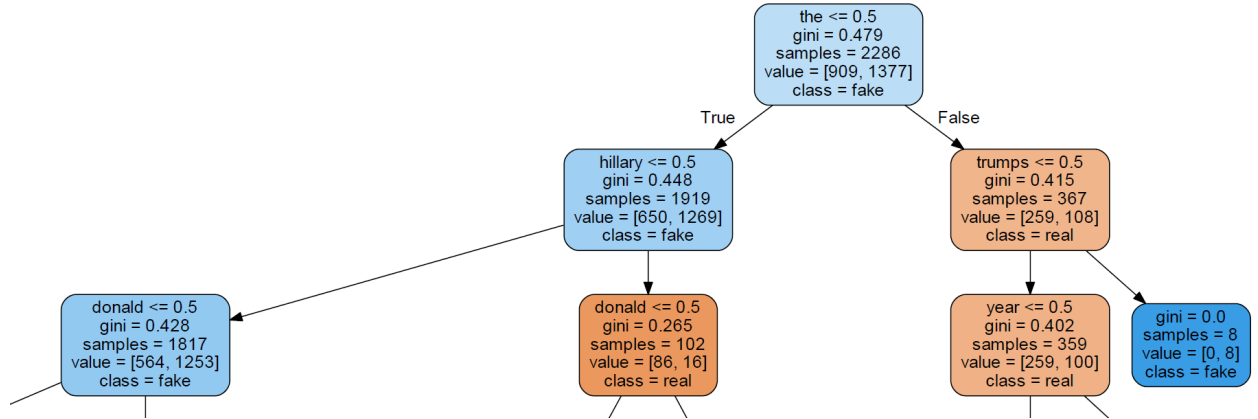 the <= 0.5
gini = 0.479
samples = 2286
value = [909, 1377]
class = fake
True
False
hillary <= 0.5
gini = 0.448
samples = 1919
value = [650, 1269]
class = fake
trumps <= 0.5
gini = 0.415
samples = 367
value = [259, 108]
class = real
donald <= 0.5
gini = 0.428
samples = 1817
value = [564, 1253]
class = fake
donald <= 0.5
gini = 0.265
samples = 102
value = [86, 16]
class = real
year <= 0.5
gini = 0.402
samples = 359
value = [259, 100]
class = real
gini = 0.0
samples = 8
value = [0, 8]
class = fake